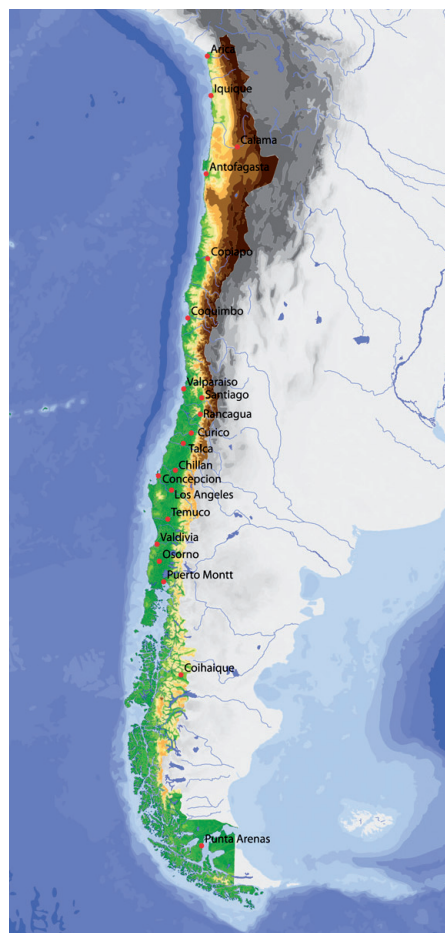 Arica
Iquique
Calama
Antofagasta
Copiapo
Coquimbo
Valparaiso
Santiago
Rancagua
Curico
Talca
Chillan
Concepcion
Los Angeles
Temuco
Valdivia
Osorno
Puerto Montt
Coihaique
Punta Arenas